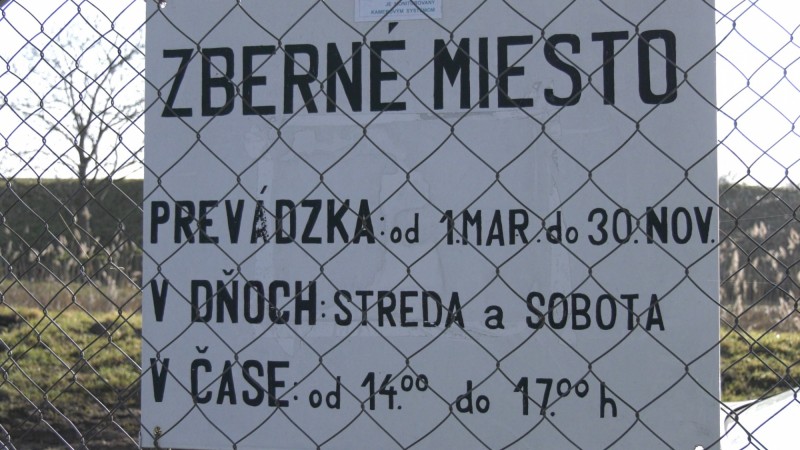 ZBERNÉ MIESTO
PREVÁDZKA: od 1.MAR. do 30. NOV.
V DŇOCH: STREDA a SOBOTA
V ČASE: od 14.⁰⁰ do 17.⁰⁰ h